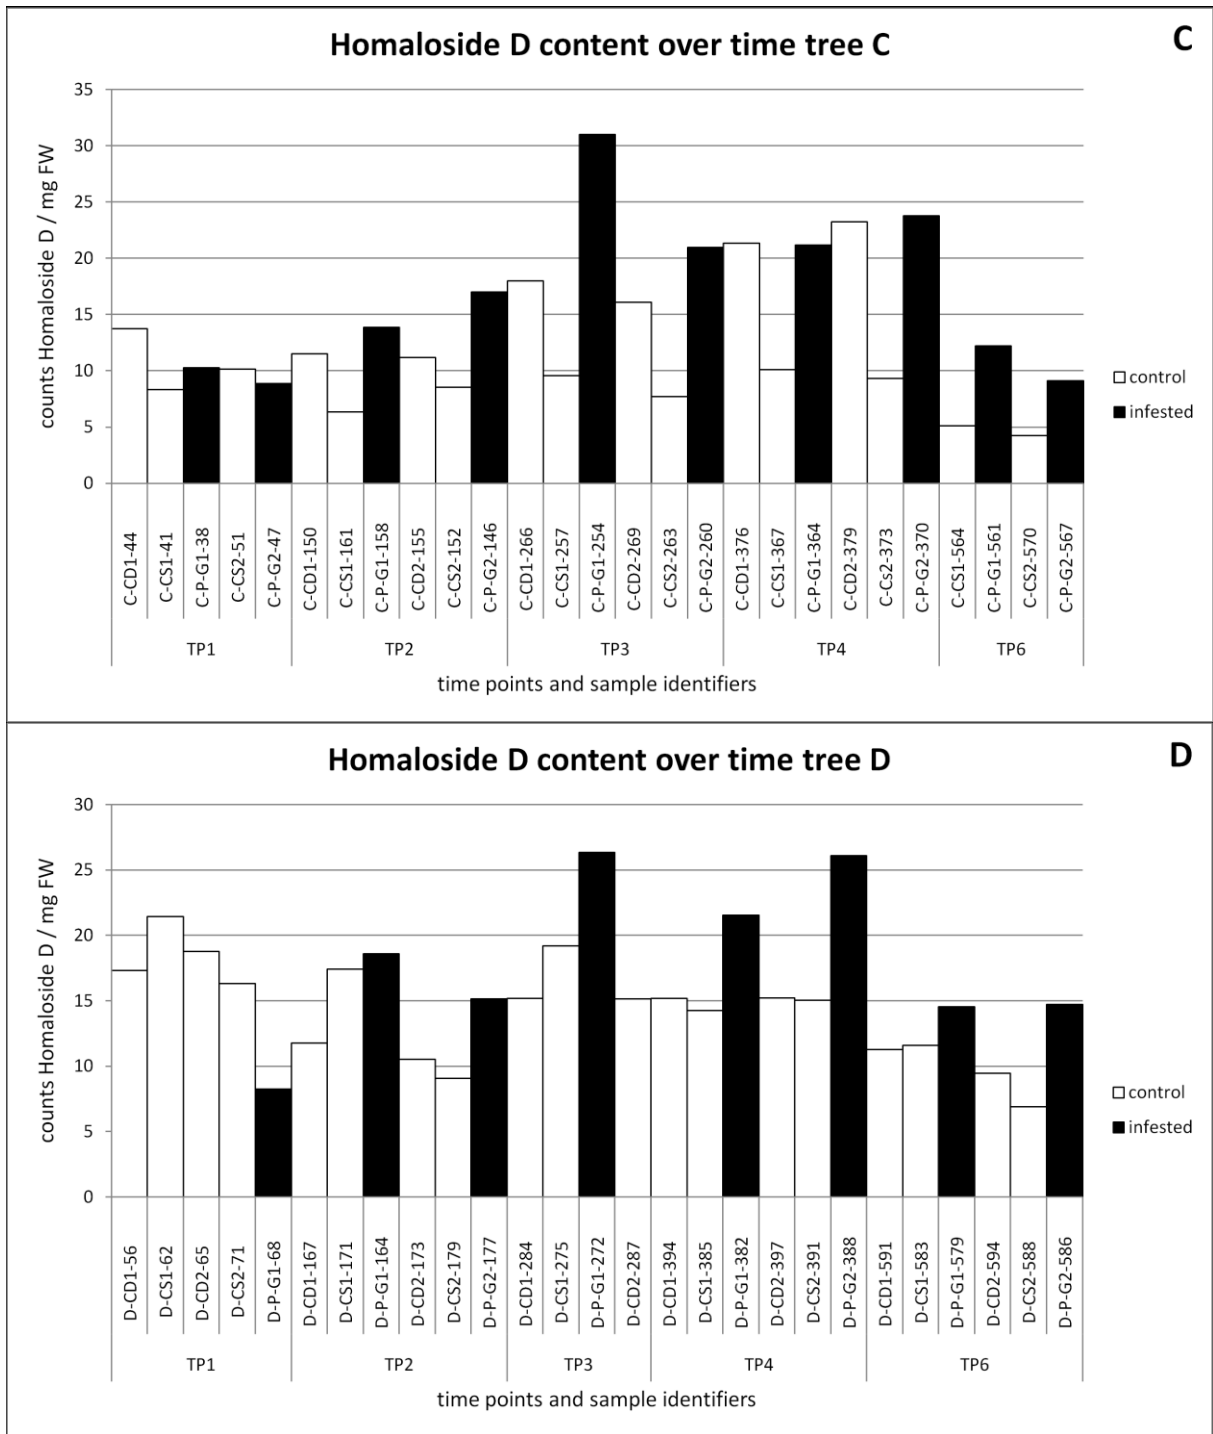 Homaloside D content over time tree C
C
counts Homaloside D / mg FW
35
30
25
20
15
10
5
0
control
infested
C-CD1-44
C-CS1-41
C-P-G1-38
C-CS2-51
C-P-G2-47
C-CD1-150
C-CS1-161
C-P-G1-158
C-CD2-155
C-CS2-152
C-P-G2-146
C-CD1-266
C-CS1-257
C-P-G1-254
C-CD2-269
C-CS2-263
C-P-G2-260
C-CD1-376
C-CS1-367
C-P-G1-364
C-CD2-379
C-Cs2-373
C-P-G2-370
C-CS1-564
C-P-G1-561
C-CS2-570
C-P-G2-567
TP1
TP2
TP3
TP4
TP6
time points and sample identifiers
Homaloside D content over time tree D
D
counts Homaloside D / mg FW
30
25
20
15
10
5
0
control
infested
D-CD1-56
D-CS1-62
D-CD2-65
D-CS2-71
D-P-G1-68
D-CD1-167
D-CS1-171
D-P-G1-164
D-CD2-173
D-CS2-179
D-P-G2-177
D-CD1-284
D-CS1-275
D-P-G1-272
D-CD2-287
D-CD1-394
D-CS1-385
D-P-G1-382
D-CD2-397
D-CS2-391
D-P-G2-388
D-CD1-591
D-CS1-583
D-P-G1-579
D-CD2-594
D-CS2-588
D-P-G2-586
TP1
TP2
TP3
TP4
TP6
time points and sample identifiers